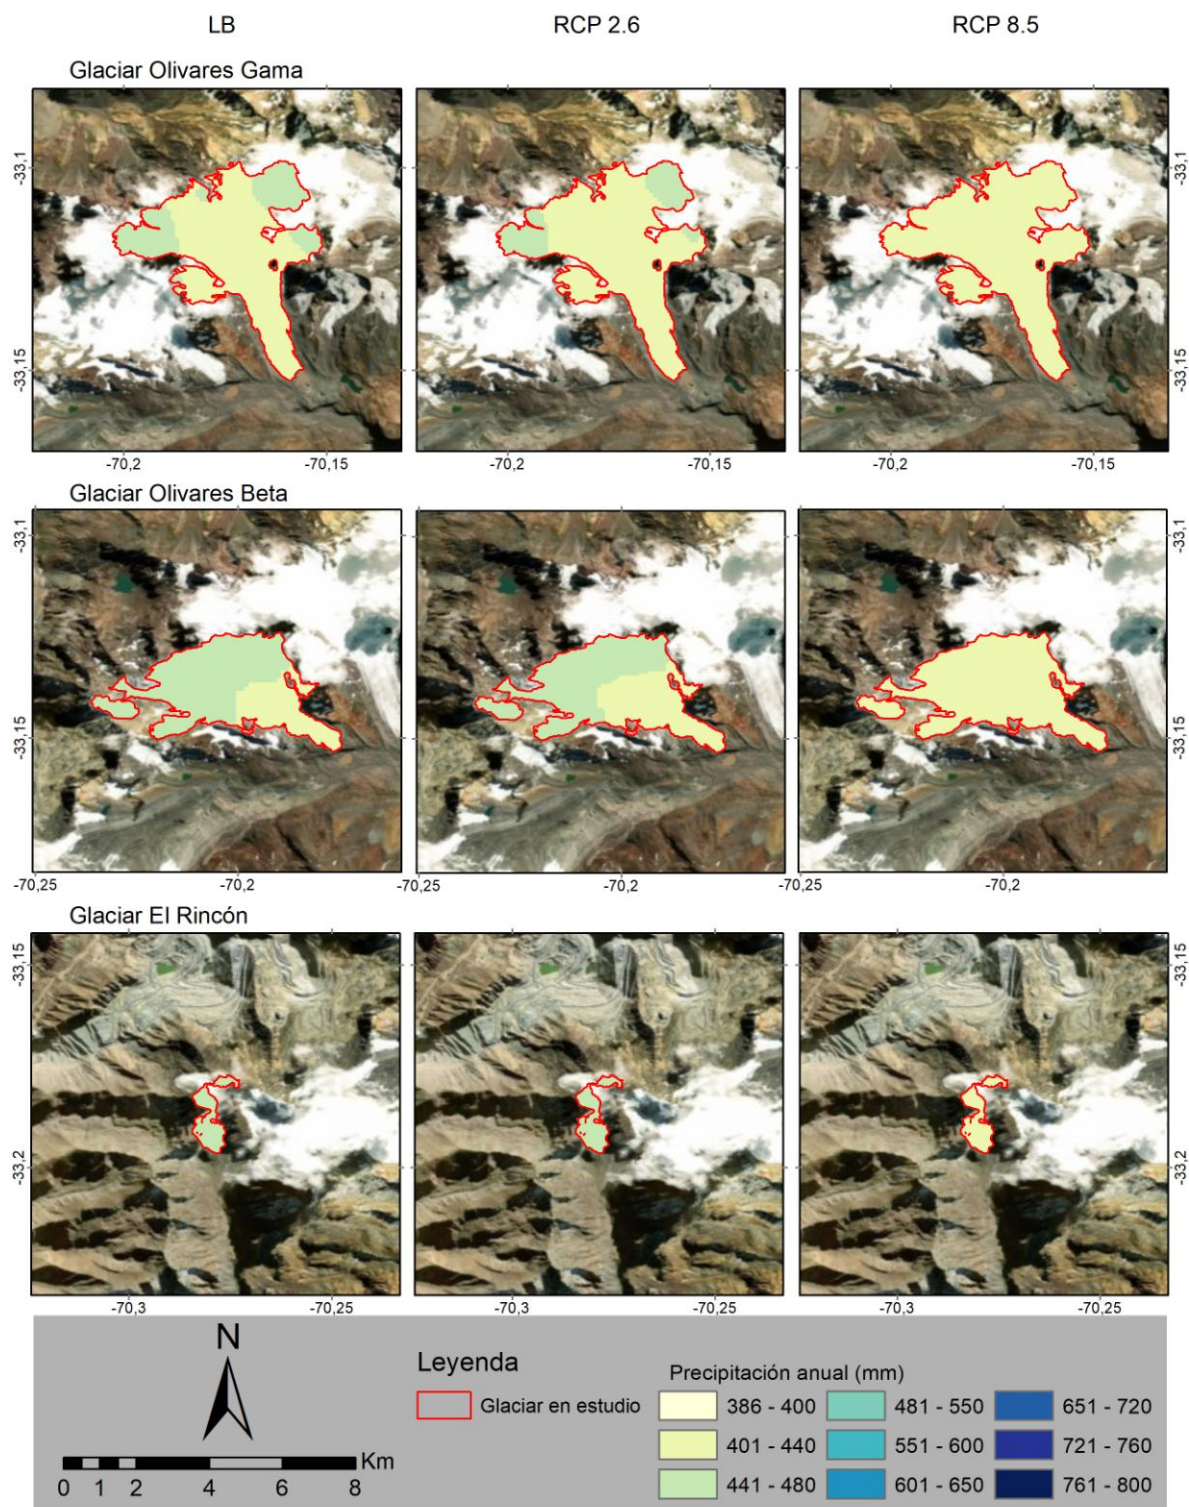 LB RCP 2.6 RCP 8.5
Glaciar Olivares Gama
-33,1 -33,1
-33,15 -33,15
-70,2 -70,15 -70,2 -70,15 -70,2 -70,15
Glaciar Olivares Beta
-33,1 -33,1
-33,15 -33,15
-70,25 -70,2 -70,25 -70,2 -70,25 -70,2
Glaciar El Rincón
-33,15 -33,15
-33,2 -33,2
-70,3 -70,25 -70,3 -70,25 -70,3 -70,25
N
Leyenda
Glaciar en estudio
Precipitación anual (mm)
386 - 400 481 - 550 651 - 720
401 - 440 551 - 600 721 - 760
441 - 480 601 - 650 761 - 800
Km
0 1 2 4 6 8